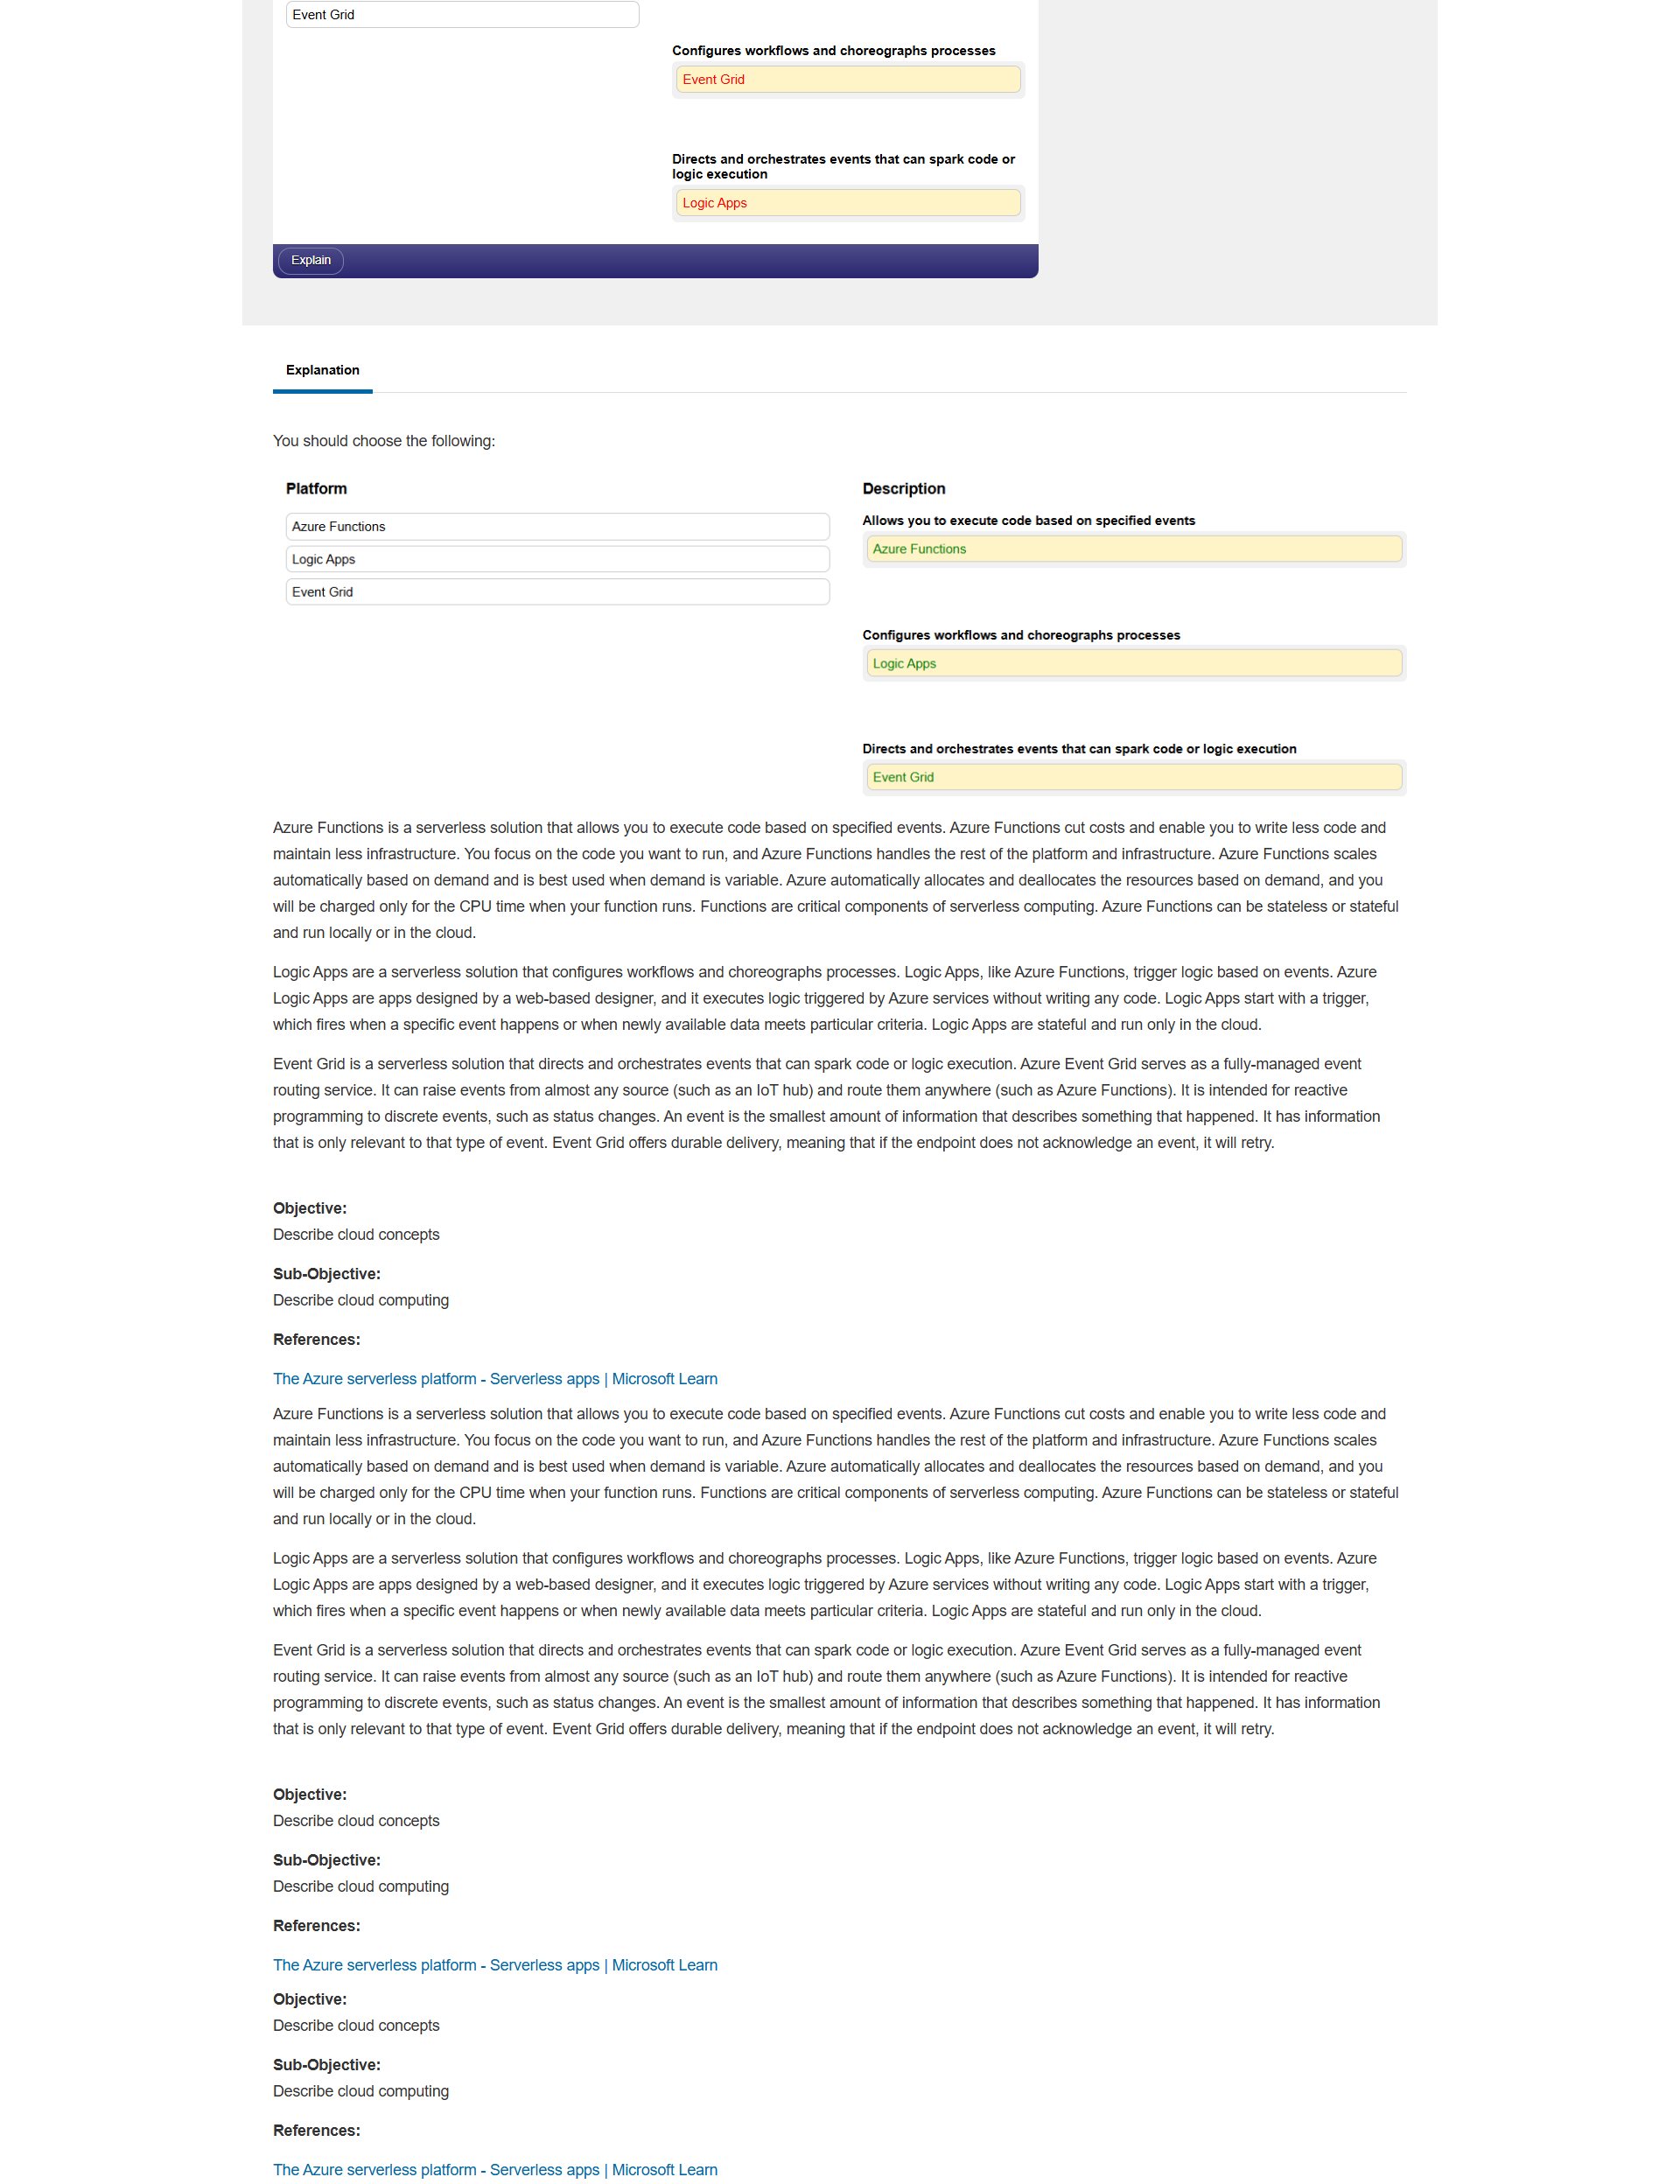 Event Grid
Configures workflows and choreographs processes
Event Grid
Directs and orchestrates events that can spark code or
logic execution
Logic Apps
Explain
Explanation
You should choose the following:
Platform
Azure Functions
Logic Apps
Event Grid
Description
Allows you to execute code based on specified events
Azure Functions
Configures workflows and choreographs processes
Logic Apps
Directs and orchestrates events that can spark code or logic execution
Event Grid
Azure Functions is a serverless solution that allows you to execute code based on specified events. Azure Functions cut costs and enable you to write less code and
maintain less infrastructure. You focus on the code you want to run, and Azure Functions handles the rest of the platform and infrastructure. Azure Functions scales
automatically based on demand and is best used when demand is variable. Azure automatically allocates and deallocates the resources based on demand, and you
will be charged only for the CPU time when your function runs. Functions are critical components of serverless computing. Azure Functions can be stateless or stateful
and run locally or in the cloud.
Logic Apps are a serverless solution that configures workflows and choreographs processes. Logic Apps, like Azure Functions, trigger logic based on events. Azure
Logic Apps are apps designed by a web-based designer, and it executes logic triggered by Azure services without writing any code. Logic Apps start with a trigger,
which fires when a specific event happens or when newly available data meets particular criteria. Logic Apps are stateful and run only in the cloud.
Event Grid is a serverless solution that directs and orchestrates events that can spark code or logic execution. Azure Event Grid serves as a fully-managed event
routing service. It can raise events from almost any source (such as an IoT hub) and route them anywhere (such as Azure Functions). It is intended for reactive
programming to discrete events, such as status changes. An event is the smallest amount of information that describes something that happened. It has information
that is only relevant to that type of event. Event Grid offers durable delivery, meaning that if the endpoint does not acknowledge an event, it will retry.
Objective:
Describe cloud concepts
Sub-Objective:
Describe cloud computing
References:
The Azure serverless platform - Serverless apps | Microsoft Learn
Azure Functions is a serverless solution that allows you to execute code based on specified events. Azure Functions cut costs and enable you to write less code and
maintain less infrastructure. You focus on the code you want to run, and Azure Functions handles the rest of the platform and infrastructure. Azure Functions scales
automatically based on demand and is best used when demand is variable. Azure automatically allocates and deallocates the resources based on demand, and you
will be charged only for the CPU time when your function runs. Functions are critical components of serverless computing. Azure Functions can be stateless or stateful
and run locally or in the cloud.
Logic Apps are a serverless solution that configures workflows and choreographs processes. Logic Apps, like Azure Functions, trigger logic based on events. Azure
Logic Apps are apps designed by a web-based designer, and it executes logic triggered by Azure services without writing any code. Logic Apps start with a trigger,
which fires when a specific event happens or when newly available data meets particular criteria. Logic Apps are stateful and run only in the cloud.
Event Grid is a serverless solution that directs and orchestrates events that can spark code or logic execution. Azure Event Grid serves as a fully-managed event
routing service. It can raise events from almost any source (such as an IoT hub) and route them anywhere (such as Azure Functions). It is intended for reactive
programming to discrete events, such as status changes. An event is the smallest amount of information that describes something that happened. It has information
that is only relevant to that type of event. Event Grid offers durable delivery, meaning that if the endpoint does not acknowledge an event, it will retry.
Objective:
Describe cloud concepts
Sub-Objective:
Describe cloud computing
References:
The Azure serverless platform - Serverless apps | Microsoft Learn
Objective:
Describe cloud concepts
Sub-Objective:
Describe cloud computing
References:
The Azure serverless platform - Serverless apps | Microsoft Learn